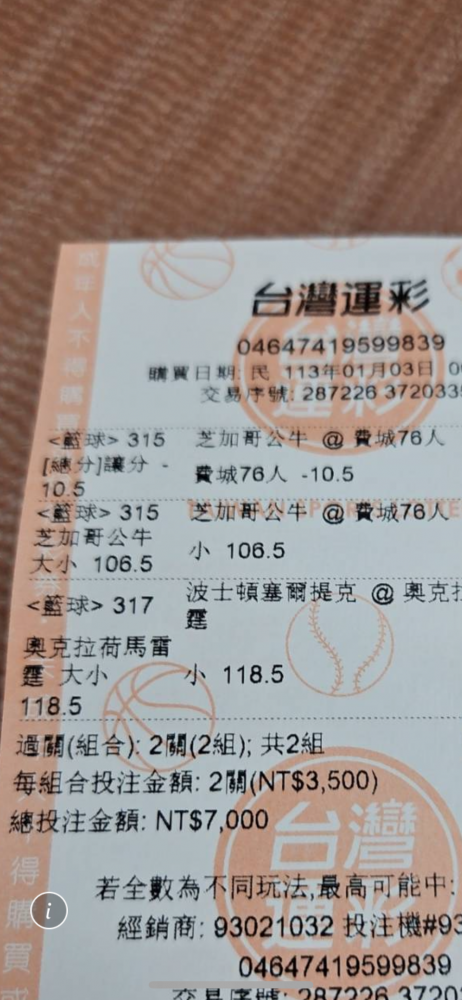 台灣運彩
04647419599839
購買日期: 民 113年01月03日
交易序號: 287226 372033
<籃球> 315 芝加哥公牛 @ 費城76人
[總分]讓分 -10.5 費城76人 -10.5
<籃球> 315 芝加哥公牛 @ 費城76人
芝加哥公牛
大小 106.5 小 106.5
<籃球> 317 波士頓塞爾提克 @ 奧克拉
霆
奧克拉荷馬雷
霆 大小 小 118.5
118.5
過關(組合): 2關(2組); 共2組
每組合投注金額: 2關(NT$3,500)
總投注金額: NT$7,000
若全數為不同玩法,最高可能中:
經銷商: 93021032 投注機#93
04647419599839
交易序號: 287226 3720